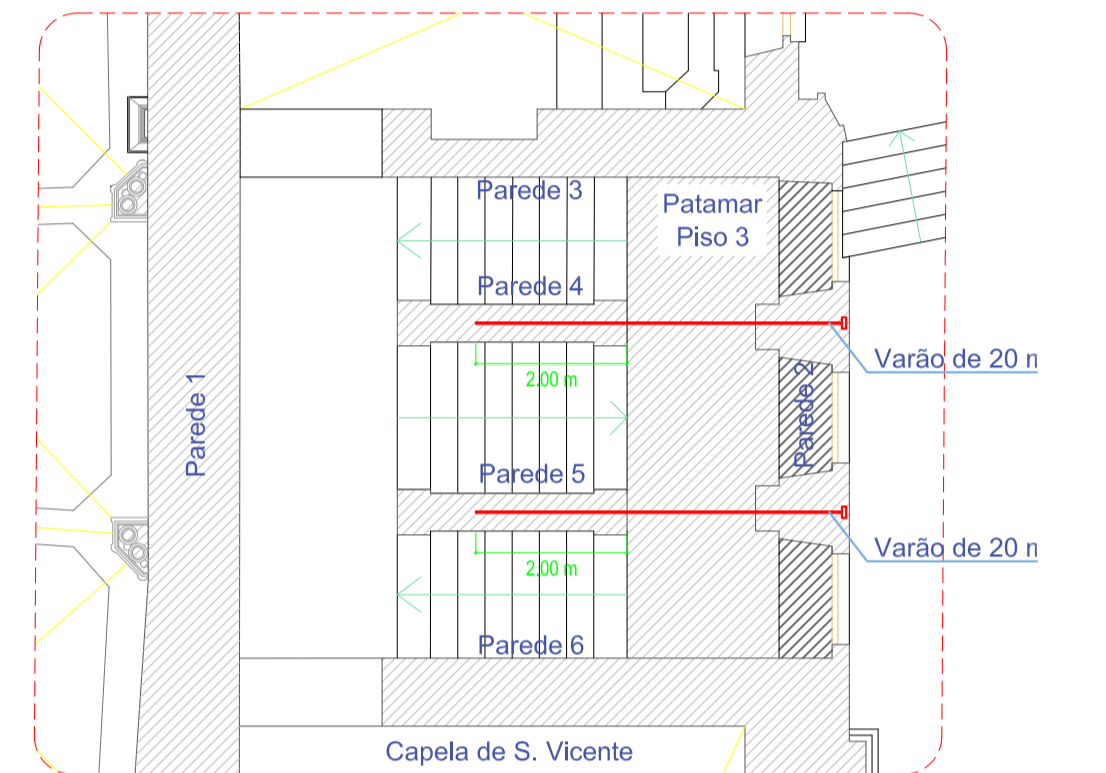 Parede 3
Patamar
Piso 3
Parede 4
Varão de 20
2.00 m
Parede 1
Parede 2
Parede 5
Varão de 20
2.00 m
Parede 6
Capela de S. Vicente